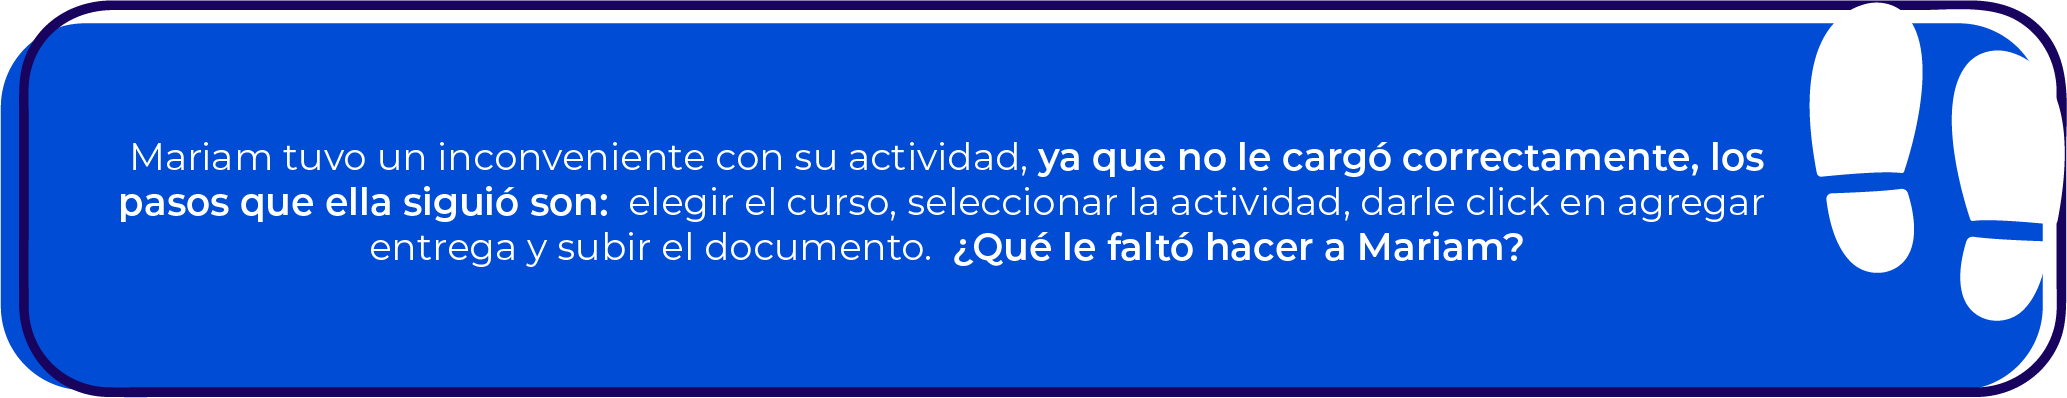 Mariam tuvo un inconveniente con su actividad, ya que no le cargó correctamente, los
pasos que ella siguió son: elegir el curso, seleccionar la actividad, darle click en agregar
entrega y subir el documento. ¿Qué le faltó hacer a Mariam?